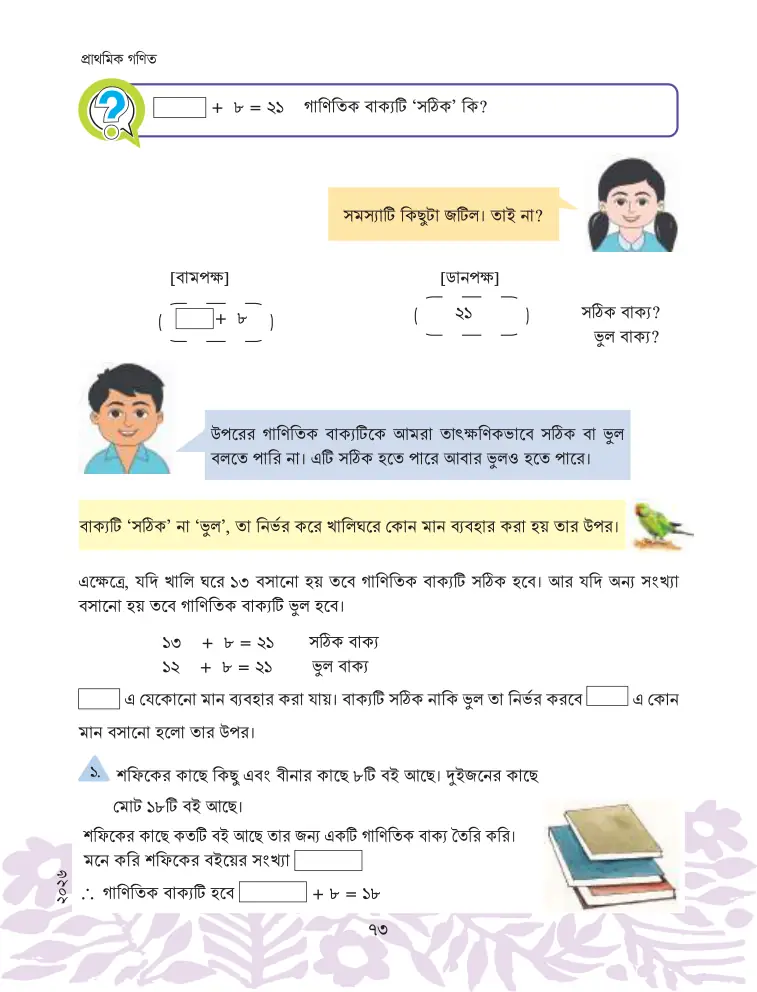 প্রাথমিক গণিত
+ ৮ = ২১ গাণিতিক বাক্যটি ‘সঠিক’ কি?
সমস্যাটি কিছুটা জটিল। তাই না?
[বামপক্ষ] [ডানপক্ষ]
( + ৮ ) ( ২১ ) সঠিক বাক্য?
ভুল বাক্য?
উপরের গাণিতিক বাক্যটিকে আমরা তাৎক্ষণিকভাবে সঠিক বা ভুল
বলতে পারি না। এটি সঠিক হতে পারে আবার ভুলও হতে পারে।
বাক্যটি ‘সঠিক’ না ‘ভুল’, তা নির্ভর করে খালিঘরে কোন মান ব্যবহার করা হয় তার উপর।
এক্ষেত্রে, যদি খালি ঘরে ১৩ বসানো হয় তবে গাণিতিক বাক্যটি সঠিক হবে। আর যদি অন্য সংখ্যা
বসানো হয় তবে গাণিতিক বাক্যটি ভুল হবে।
১৩ + ৮ = ২১ সঠিক বাক্য
১২ + ৮ = ২১ ভুল বাক্য
এ যেকোনো মান ব্যবহার করা যায়। বাক্যটি সঠিক নাকি ভুল তা নির্ভর করবে এ কোন
মান বসানো হলো তার উপর।
১. শফিকের কাছে কিছু এবং বীনার কাছে ৮টি বই আছে। দুইজনের কাছে
মোট ১৮টি বই আছে।
শফিকের কাছে কতটি বই আছে তার জন্য একটি গাণিতিক বাক্য তৈরি করি।
মনে করি শফিকের বইয়ের সংখ্যা
∴ গাণিতিক বাক্যটি হবে + ৮ = ১৮
২০২৬
৭৩